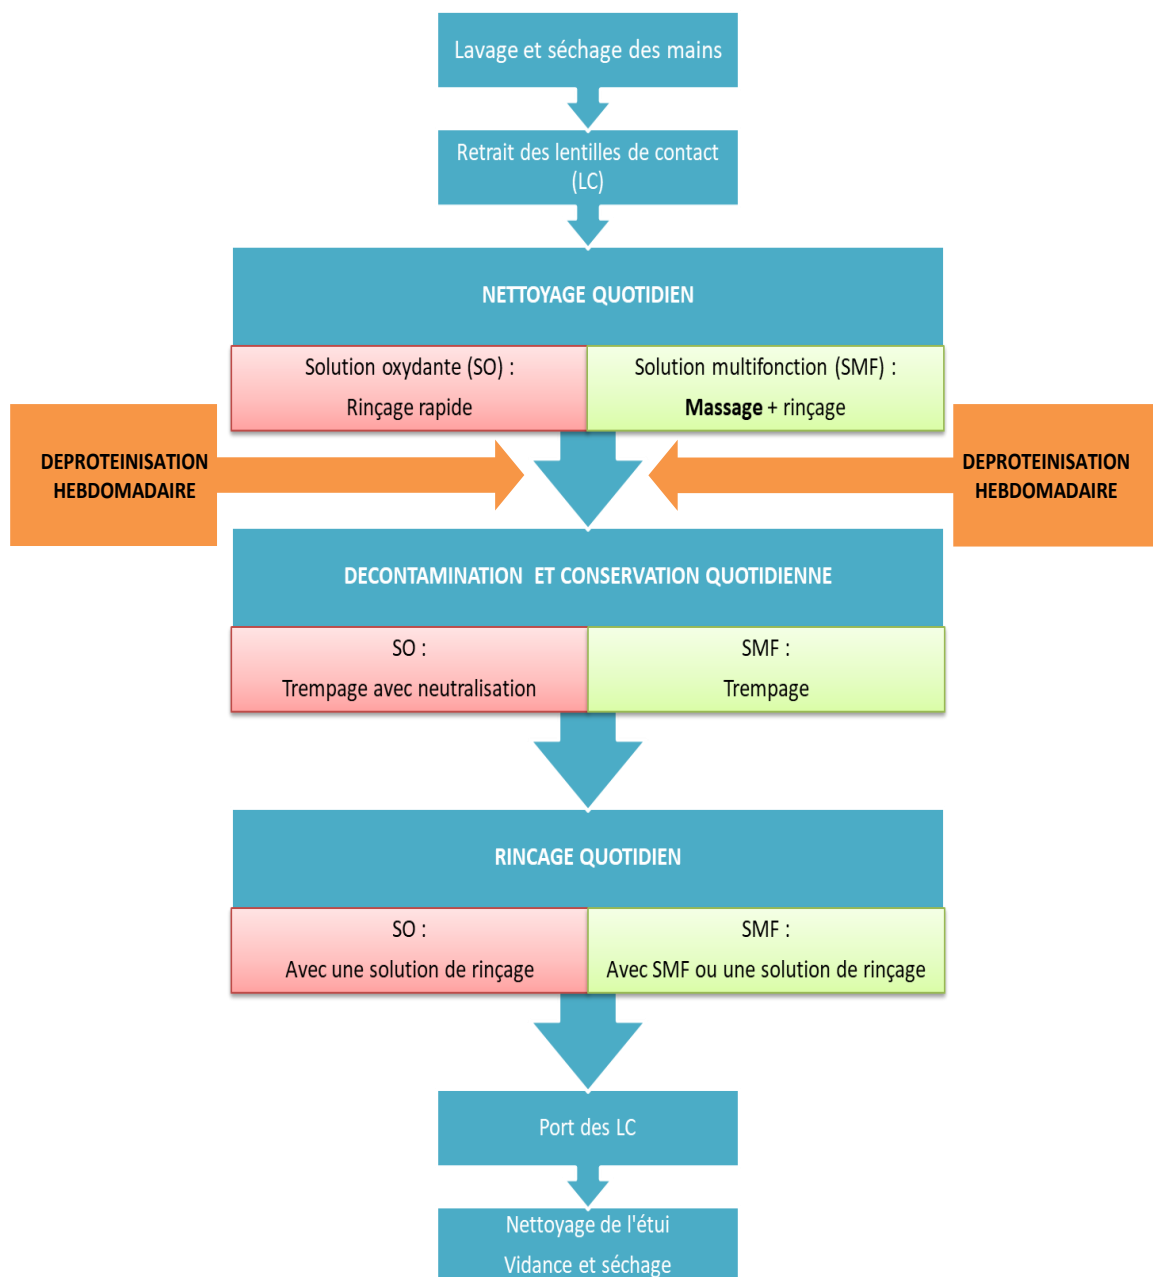 Lavage et séchage des mains
Retrait des lentilles de contact
(LC)
NETTOYAGE QUOTIDIEN
Solution oxydante (SO) :
Rinçage rapide
Solution multifonction (SMF) :
Massage + rinçage
DEPROTEINISATION
HEBDOMADAIRE
DEPROTEINISATION
HEBDOMADAIRE
DECONTAMINATION ET CONSERVATION QUOTIDIENNE
SO :
Trempage avec neutralisation
SMF :
Trempage
RINCAGE QUOTIDIEN
SO :
Avec une solution de rinçage
SMF :
Avec SMF ou une solution de rinçage
Port des LC
Nettoyage de l'étui
Vidance et séchage